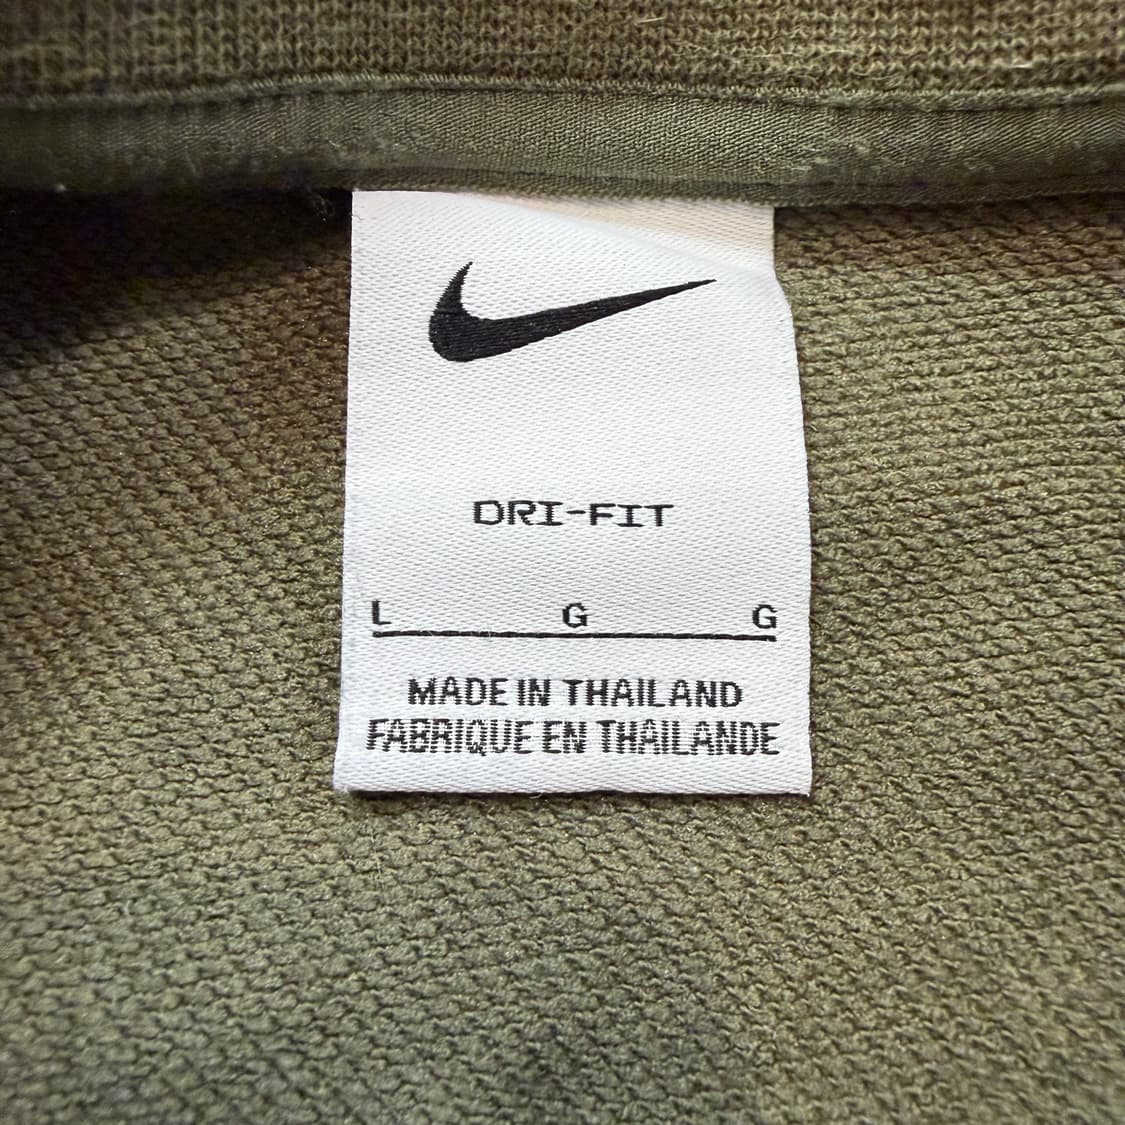 DRI-FIT
L G G
MADE IN THAILAND
FABRIQUE EN THAILANDE